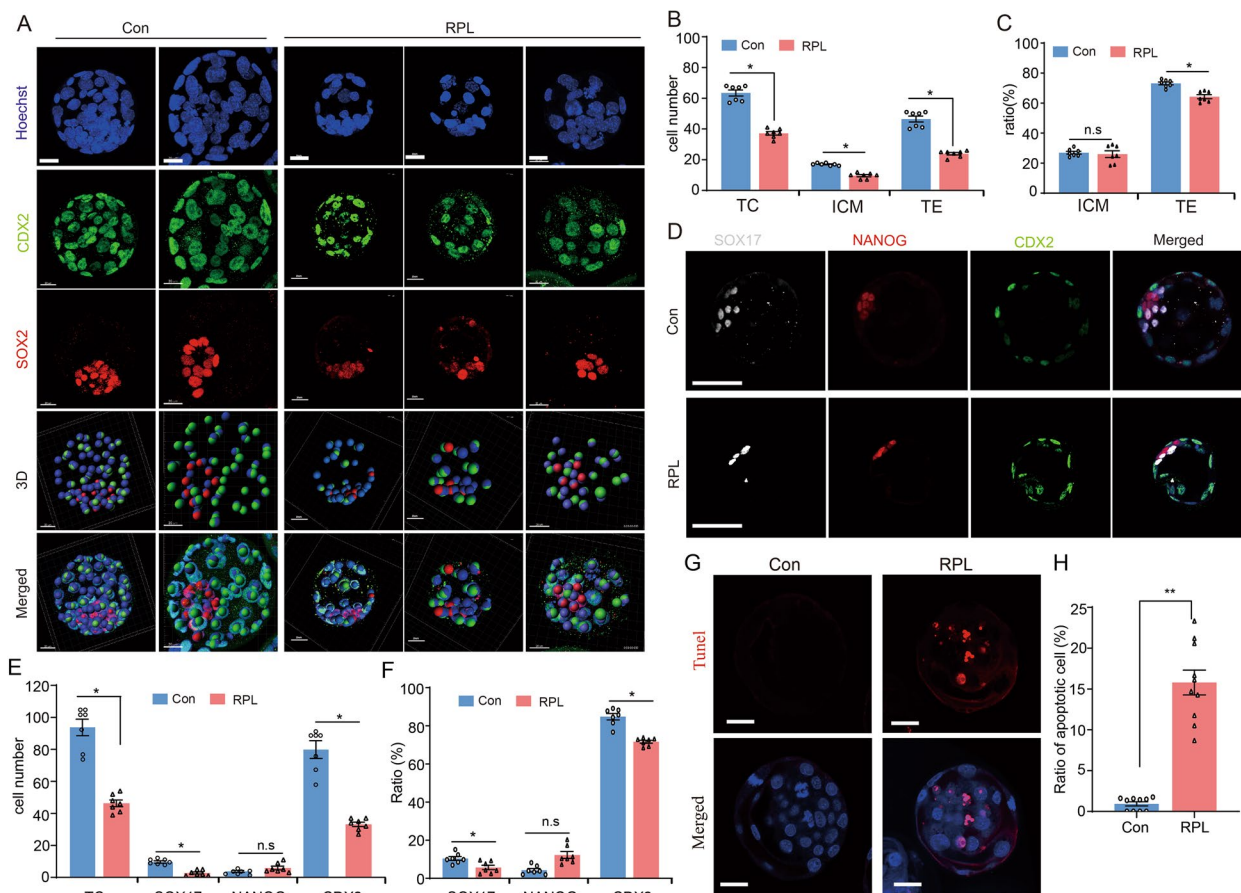 A
Con
RPL
Hoechst
CDX2
SOX2
3D
Merged
B
Con
RPL
cell number
100
80
60
40
20
0
*
*
*
TC
ICM
TE
C
Con
RPL
ratio(%)
100
80
60
40
20
0
n.s
*
ICM
TE
D
SOX17
NANOG
CDX2
Merged
Con
RPL
E
Con
RPL
cell number
120
100
80
60
40
20
0
*
*
n.s
*
F
Con
RPL
Ratio (%)
100
80
60
40
20
0
*
n.s
*
G
Con
RPL
Tunel
Merged
H
Ratio of apoptotic cell (%)
25
20
15
10
5
0
**
Con
RPL